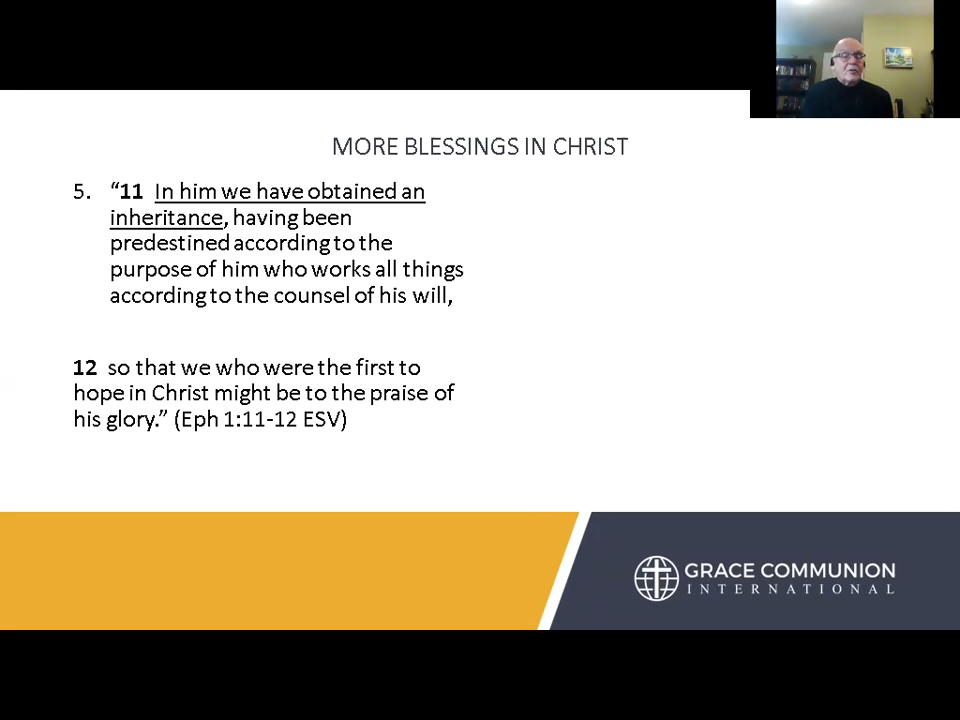 MORE BLESSINGS IN CHRIST
5. “11 In him we have obtained an
inheritance, having been
predestined according to the
purpose of him who works all things
according to the counsel of his will,
12 so that we who were the first to
hope in Christ might be to the praise of
his glory.” (Eph 1:11-12 ESV)
GRACE COMMUNION
INTERNATIONAL